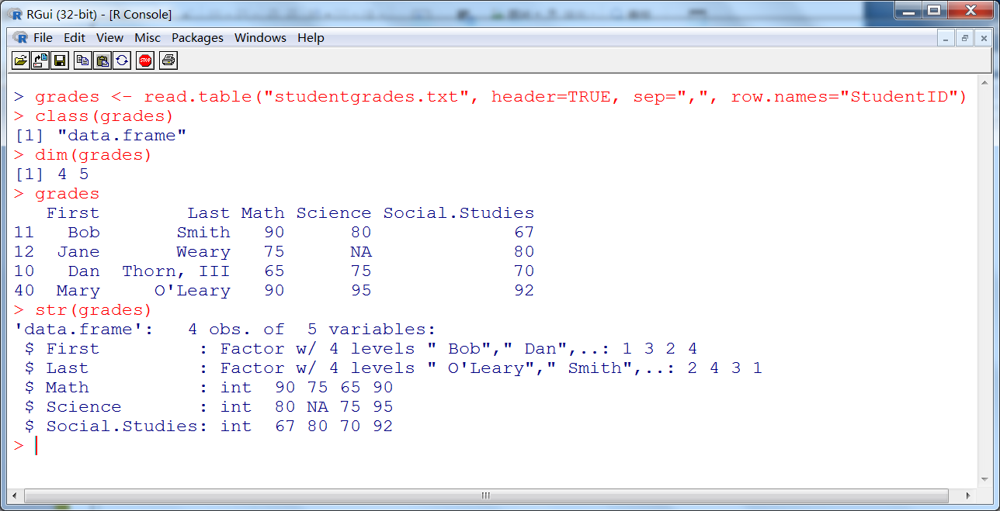 RGui (32-bit) - [R Console]
File Edit View Misc Packages Windows Help
STOP
> grades <- read.table("studentgrades.txt", header=TRUE, sep=",", row.names="StudentID")
> class(grades)
[1] "data.frame"
> dim(grades)
[1] 4 5
> grades
   First        Last Math Science Social.Studies
11   Bob       Smith   90      80             67
12  Jane       Weary   75      NA             80
10   Dan  Thorn, III   65      75             70
40  Mary     O'Leary   90      95             92
> str(grades)
'data.frame':   4 obs. of  5 variables:
 $ First         : Factor w/ 4 levels " Bob"," Dan",..: 1 3 2 4
 $ Last          : Factor w/ 4 levels " O'Leary"," Smith",..: 2 4 3 1
 $ Math          : int  90 75 65 90
 $ Science       : int  80 NA 75 95
 $ Social.Studies: int  67 80 70 92
>